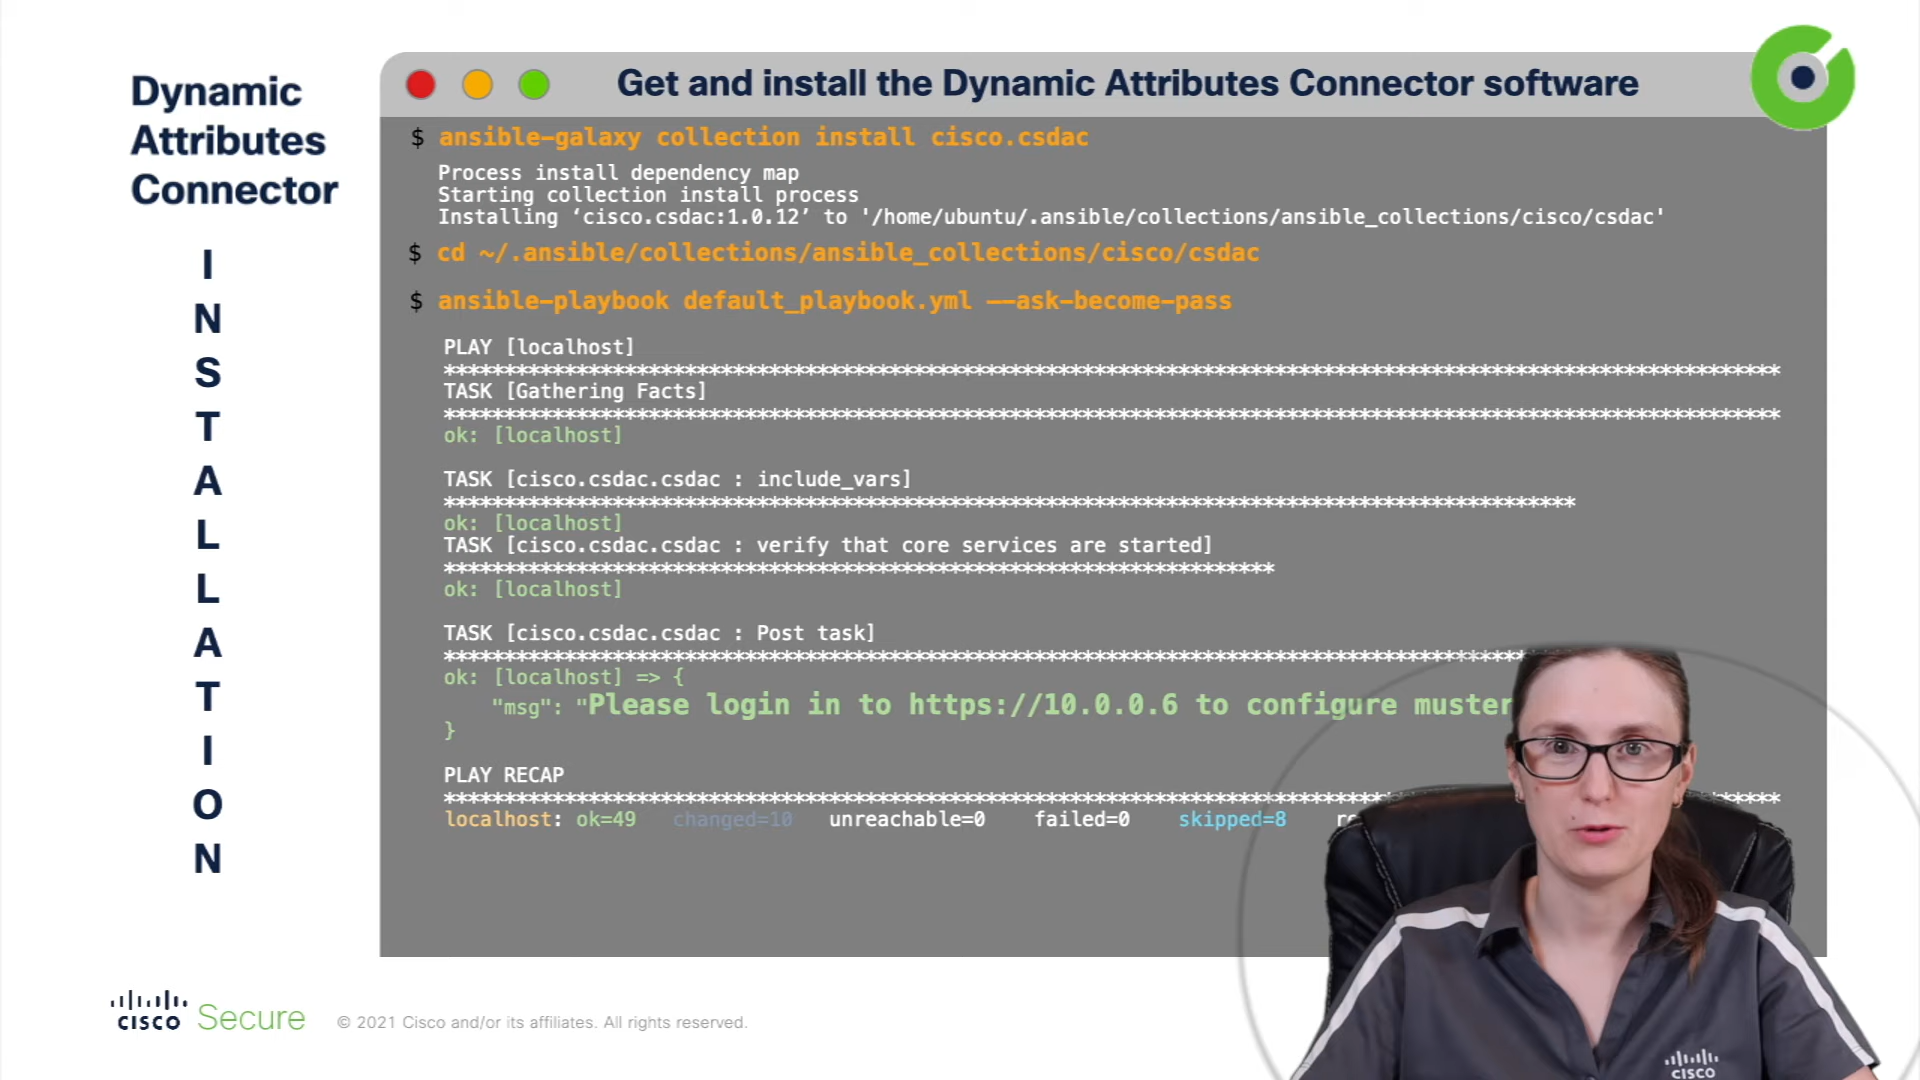 Dynamic
Attributes
Connector
I
N
S
T
A
L
L
A
T
I
O
N
Get and install the Dynamic Attributes Connector software
$ ansible-galaxy collection install cisco.csdac
Process install dependency map
Starting collection install process
Installing ‘cisco.csdac:1.0.12’ to '/home/ubuntu/.ansible/collections/ansible_collections/cisco/csdac'
$ cd ~/.ansible/collections/ansible_collections/cisco/csdac
$ ansible-playbook default_playbook.yml --ask-become-pass
PLAY [localhost]
***************************************************************************************************************
TASK [Gathering Facts]
***************************************************************************************************************
ok: [localhost]
TASK [cisco.csdac.csdac : include_vars]
**********************************************************************************************
ok: [localhost]
TASK [cisco.csdac.csdac : verify that core services are started]
*********************************************************************
ok: [localhost]
TASK [cisco.csdac.csdac : Post task]
******************************************************************************************
ok: [localhost] => {
"msg": "Please login in to https://10.0.0.6 to configure muster
}
PLAY RECAP
***************************************************************************************************************
localhost: ok=49 changed=10 unreachable=0 failed=0 skipped=8
CISCO Secure
© 2021 Cisco and/or its affiliates. All rights reserved.
CISCO